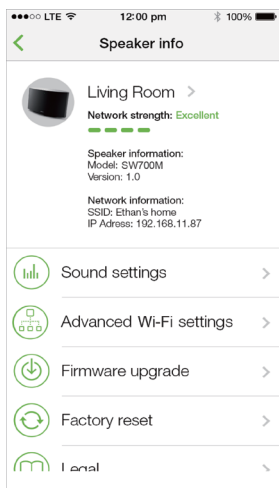 LTE 12:00 pm 100%
Speaker info
Living Room
Network strength: Excellent
Speaker information:
Model: SW700M
Version: 1.0
Network information:
SSID: Ethan's home
IP Adress: 192.168.11.87
Sound settings
Advanced Wi-Fi settings
Firmware upgrade
Factory reset
Legal